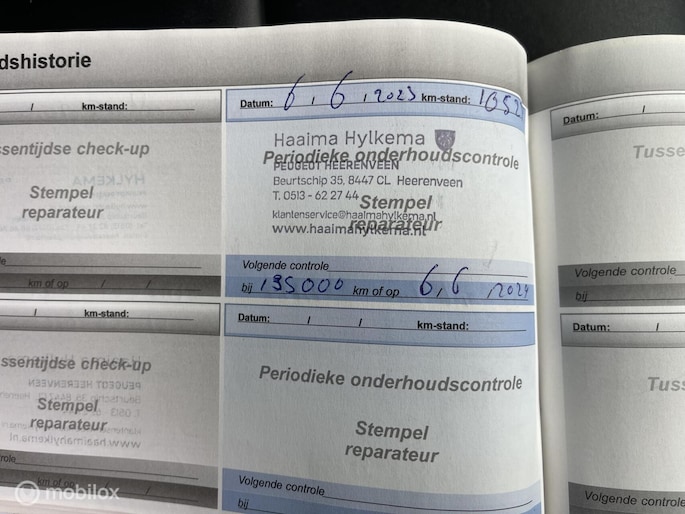 dshistorie
/ km-stand:
ssentijdse check-up
Stempel
reparateur
km of op / /
/ km-stand:
ssentijdse check-up
Stempel
reparateur
role
km of op / /
Datum: 6, 6, 2023 km-stand:
Haaima Hylkema
Periodieke onderhoudscontrole
PEUGEOT HEERENVEEN
Beurtschip 35, 8447 CL Heerenveen
T. 0513 - 62 27 44
Stempel
klantenservice@haaimahylkema.nl
reparateur
www.haaimahylkema.nl
Volgende controle
bij 135000 km of op 6, 6, 2024
Datum: / / km-stand:
Periodieke onderhoudscontrole
Stempel
reparateur
Volgende controle
bij
Datum: /
Tusse
Volgende controle
bij
Datum: /
Tuss
Volgende controle
mobilox